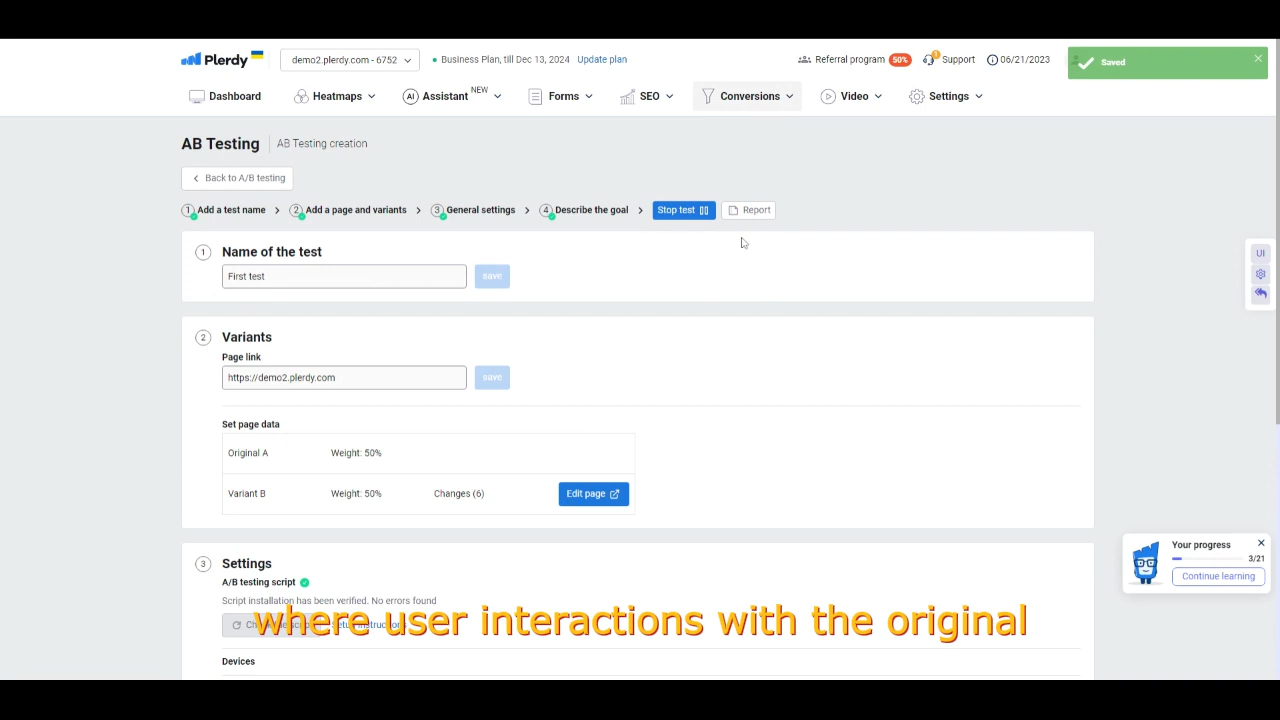 Plerdy
demo2.plerdy.com - 6752
Business Plan, till Dec 13, 2024 Update plan
Referral program 50%
1 Support
06/21/2023
Saved
Dashboard
Heatmaps
AI Assistant NEW
Forms
SEO
Conversions
Video
Settings
AB Testing
AB Testing creation
Back to A/B testing
1 Add a test name
2 Add a page and variants
3 General settings
4 Describe the goal
Stop test
Report
1 Name of the test
First test
save
UI
2 Variants
Page link
https://demo2.plerdy.com
save
Set page data
Original A Weight: 50%
Variant B Weight: 50% Changes (6) Edit page
Your progress
3/21
Continue learning
3 Settings
A/B testing script
Script installation has been verified. No errors found
where user interactions with the original
Devices